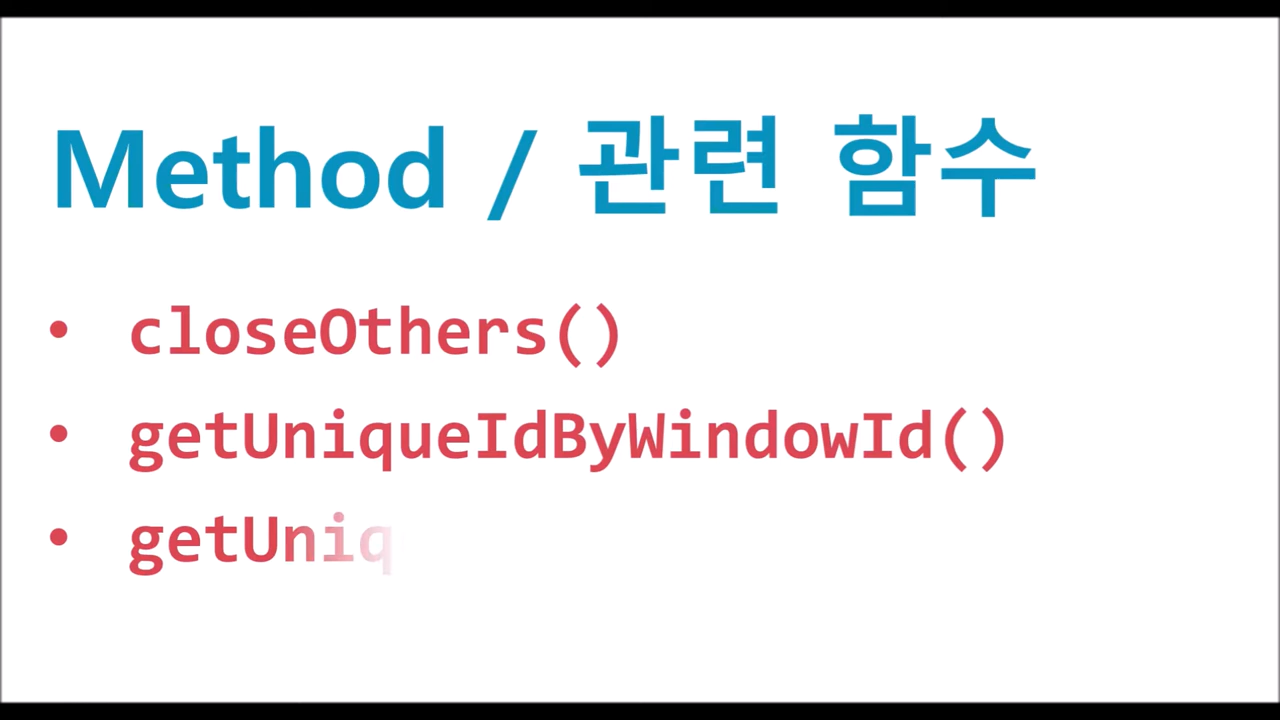 Method / 관련 함수
• closeOthers()
• getUniqueIdByWindowId()
• getUniq